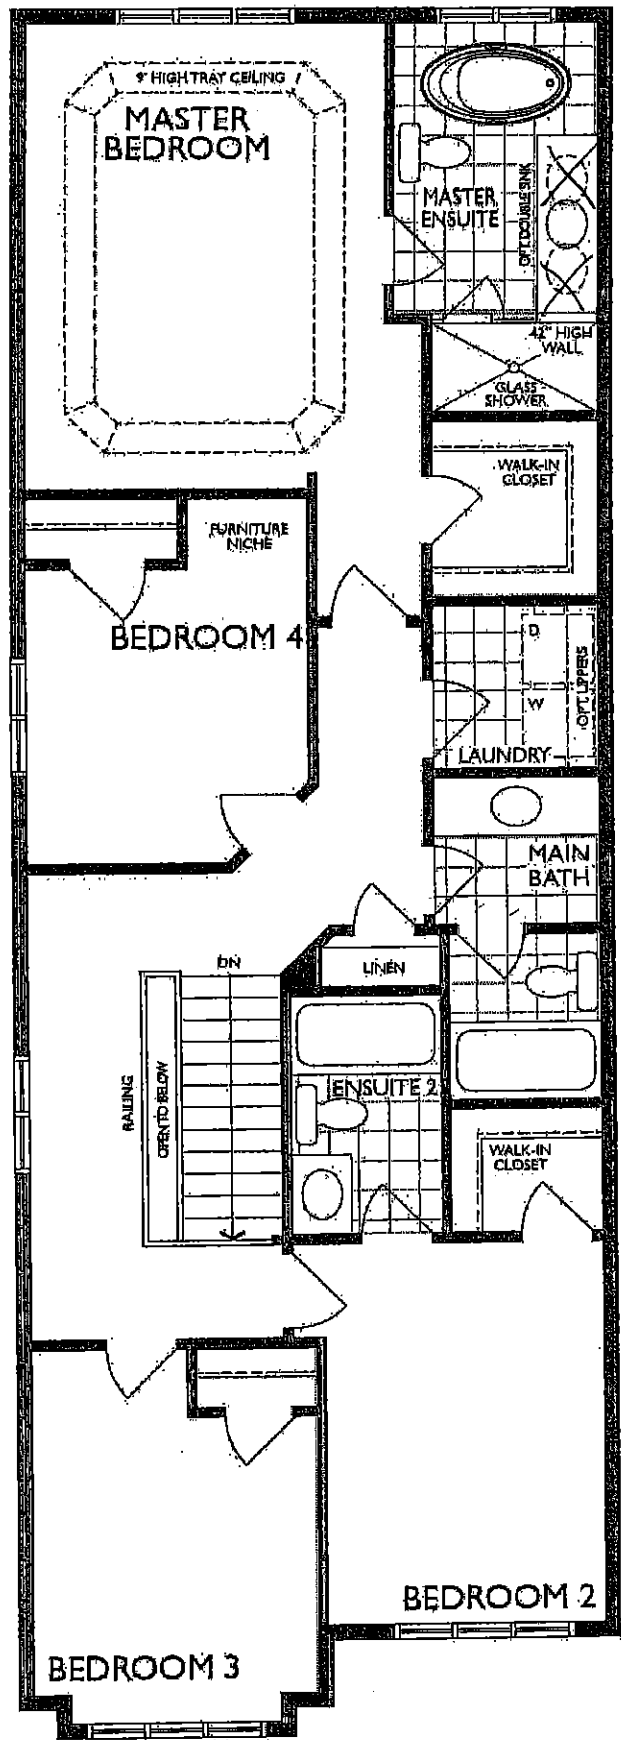 9' HIGH TRAY CEILING
MASTER
BEDROOM
MASTER
ENSUITE
OPT. DOUBLE SINK
42" HIGH
WALL
GLASS
SHOWER
WALK-IN
CLOSET
FURNITURE
NICHE
BEDROOM 4
D
W
OPT. UPPERS
LAUNDRY
MAIN
BATH
LINEN
DN
RAILING
OPEN TO BELOW
ENSUITE 2
WALK-IN
CLOSET
BEDROOM 2
BEDROOM 3